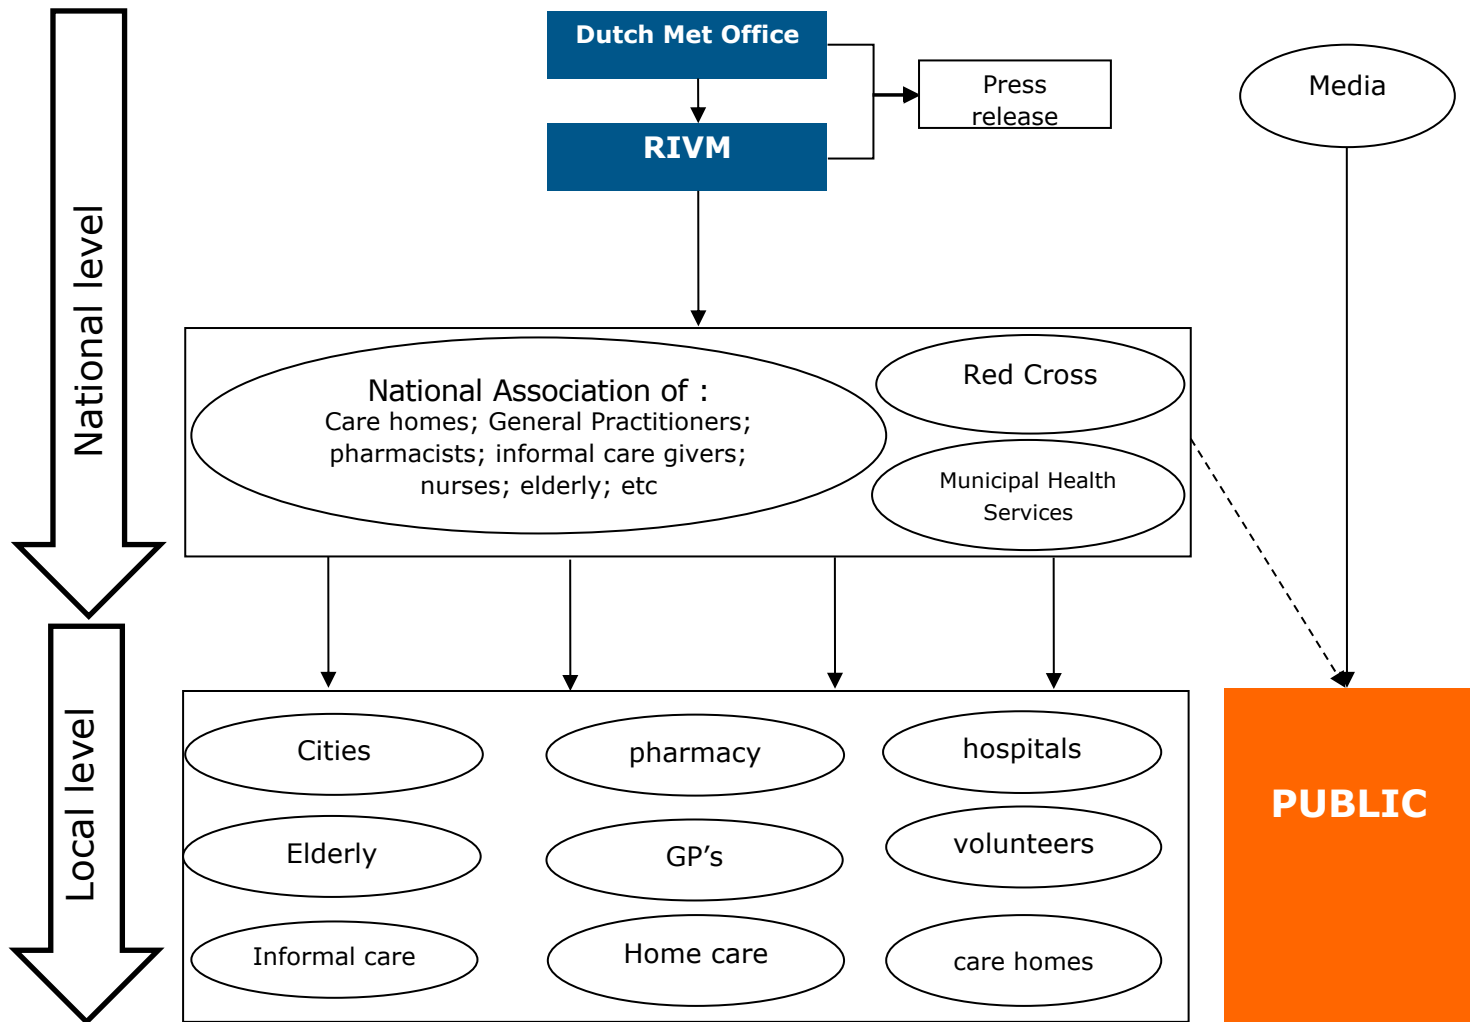 Dutch Met Office
Press
release
Media
RIVM
National level
National Association of :
Care homes; General Practitioners;
pharmacists; informal care givers;
nurses; elderly; etc
Red Cross
Municipal Health
Services
Local level
Cities
pharmacy
hospitals
Elderly
GP's
volunteers
Informal care
Home care
care homes
PUBLIC